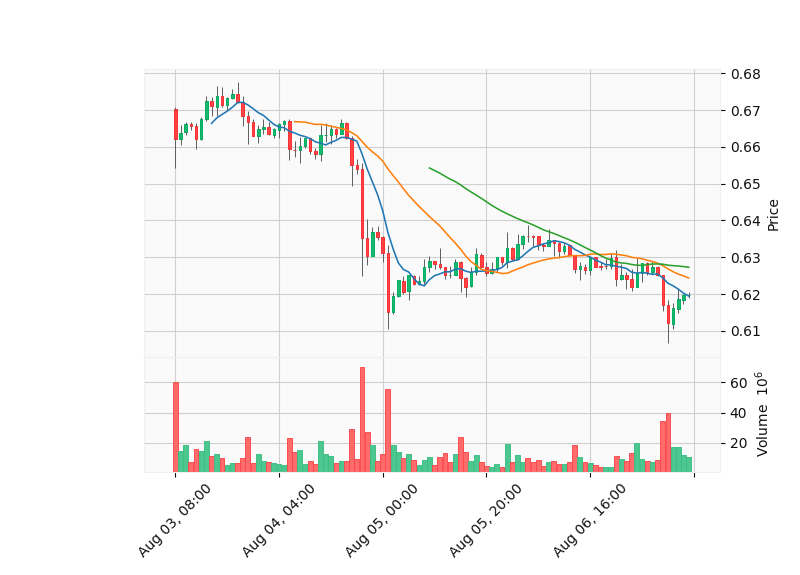 0.68
0.67
0.66
0.65
0.64
0.63
0.62
0.61
Price
60
40
20
Volume 10^6
Aug 03, 08:00
Aug 04, 04:00
Aug 05, 00:00
Aug 05, 20:00
Aug 06, 16:00